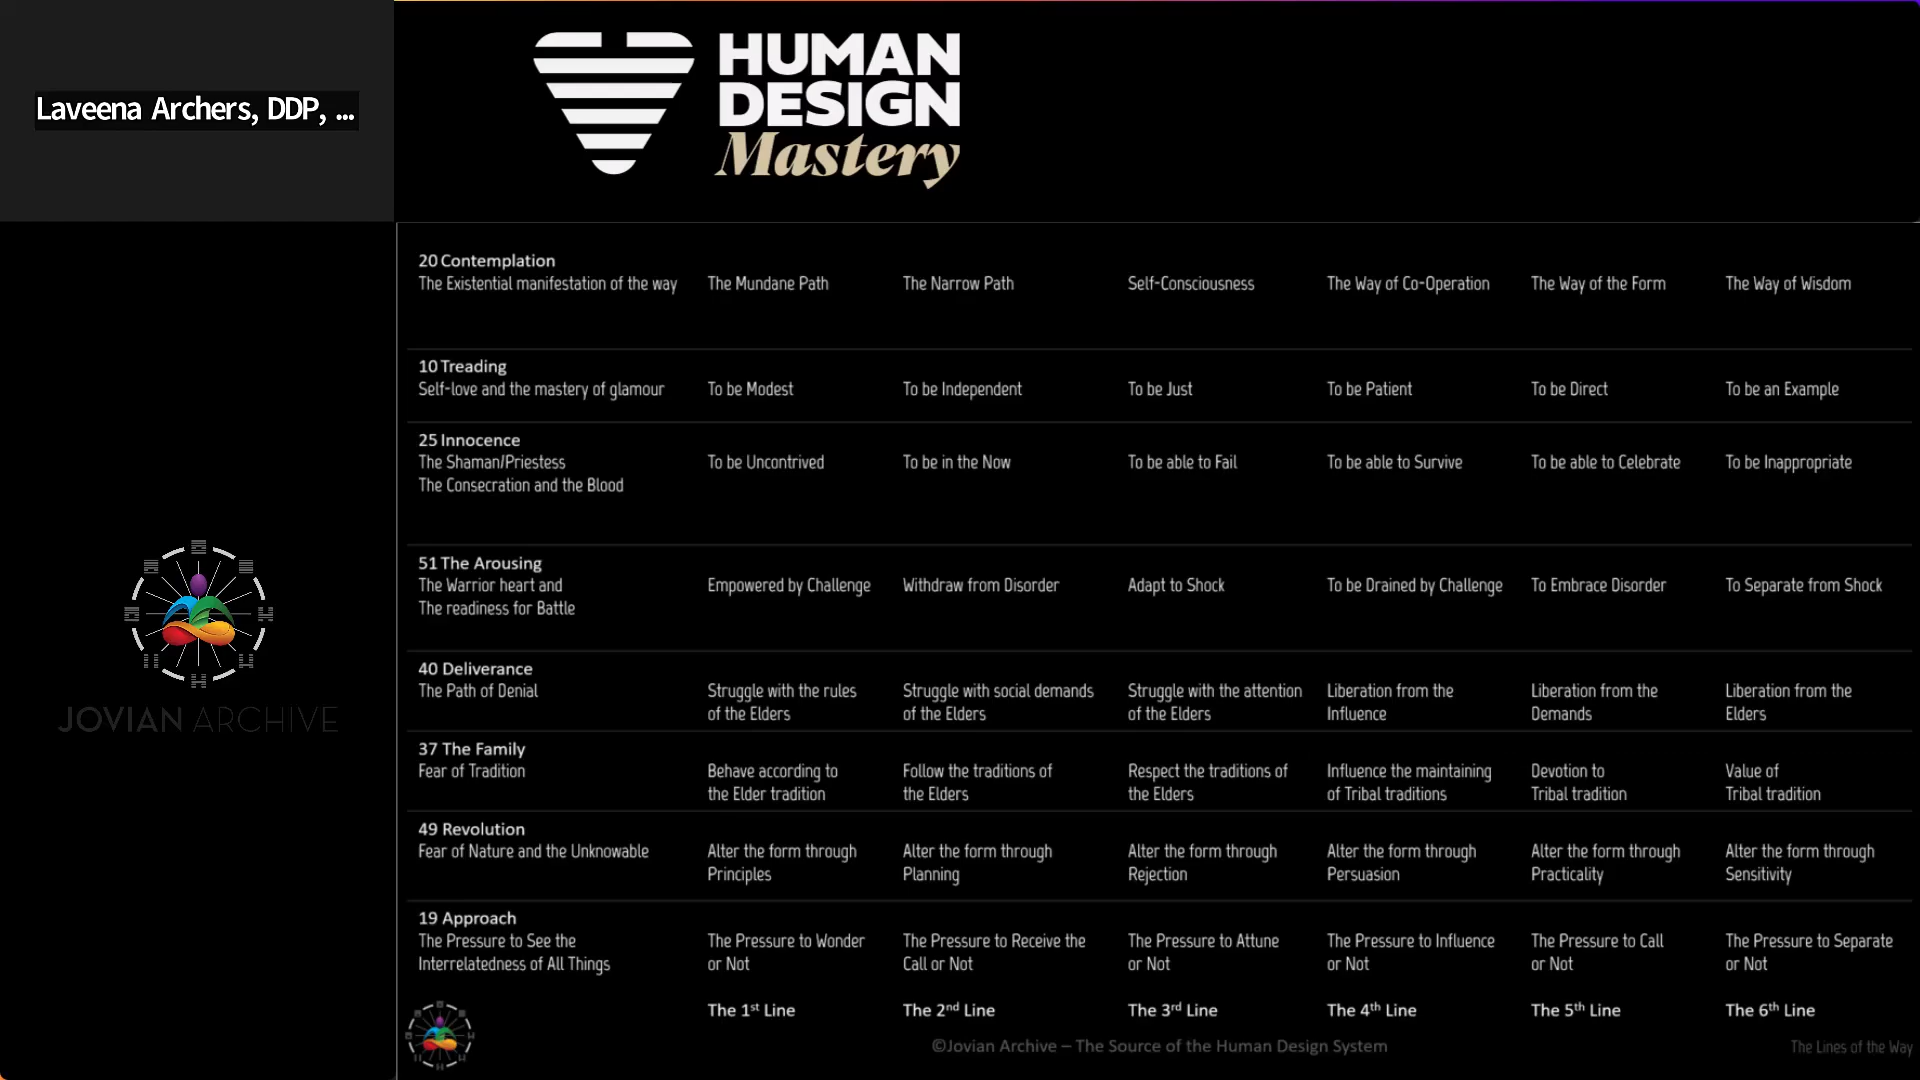 Laveena Archers, DDP, ...
HUMAN
DESIGN
Mastery
20 Contemplation
The Existential manifestation of the way
The Mundane Path
The Narrow Path
Self-Consciousness
The Way of Co-Operation
The Way of the Form
The Way of Wisdom
10 Treading
Self-love and the mastery of glamour
To be Modest
To be Independent
To be Just
To be Patient
To be Direct
To be an Example
25 Innocence
The Shaman/Priestess
The Consecration and the Blood
To be Uncontrived
To be in the Now
To be able to Fail
To be able to Survive
To be able to Celebrate
To be Inappropriate
51 The Arousing
The Warrior heart and
The readiness for Battle
Empowered by Challenge
Withdraw from Disorder
Adapt to Shock
To be Drained by Challenge
To Embrace Disorder
To Separate from Shock
40 Deliverance
The Path of Denial
Struggle with the rules
of the Elders
Struggle with social demands
of the Elders
Struggle with the attention
of the Elders
Liberation from the
Influence
Liberation from the
Demands
Liberation from the
Elders
37 The Family
Fear of Tradition
Behave according to
the Elder tradition
Follow the traditions of
the Elders
Respect the traditions of
the Elders
Influence the maintaining
of Tribal traditions
Devotion to
Tribal tradition
Value of
Tribal tradition
49 Revolution
Fear of Nature and the Unknowable
Alter the form through
Principles
Alter the form through
Planning
Alter the form through
Rejection
Alter the form through
Persuasion
Alter the form through
Practicality
Alter the form through
Sensitivity
19 Approach
The Pressure to See the
Interrelatedness of All Things
The Pressure to Wonder
or Not
The Pressure to Receive the
Call or Not
The Pressure to Attune
or Not
The Pressure to Influence
or Not
The Pressure to Call
or Not
The Pressure to Separate
or Not
The 1st Line
The 2nd Line
The 3rd Line
The 4th Line
The 5th Line
The 6th Line
©Jovian Archive – The Source of the Human Design System
The Lines of the Way
JOVIAN ARCHIVE